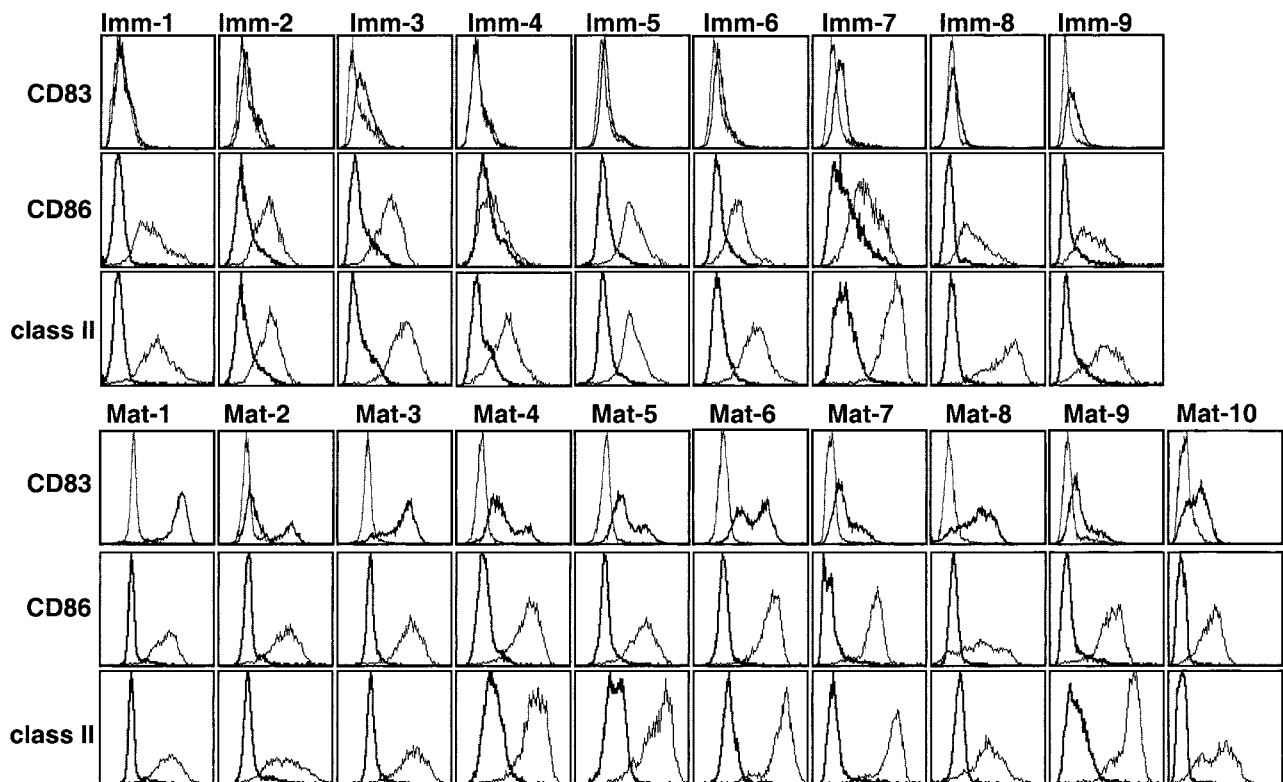 Imm-1 Imm-2 Imm-3 Imm-4 Imm-5 Imm-6 Imm-7 Imm-8 Imm-9
CD83
CD86
class II
Mat-1 Mat-2 Mat-3 Mat-4 Mat-5 Mat-6 Mat-7 Mat-8 Mat-9 Mat-10
CD83
CD86
class II